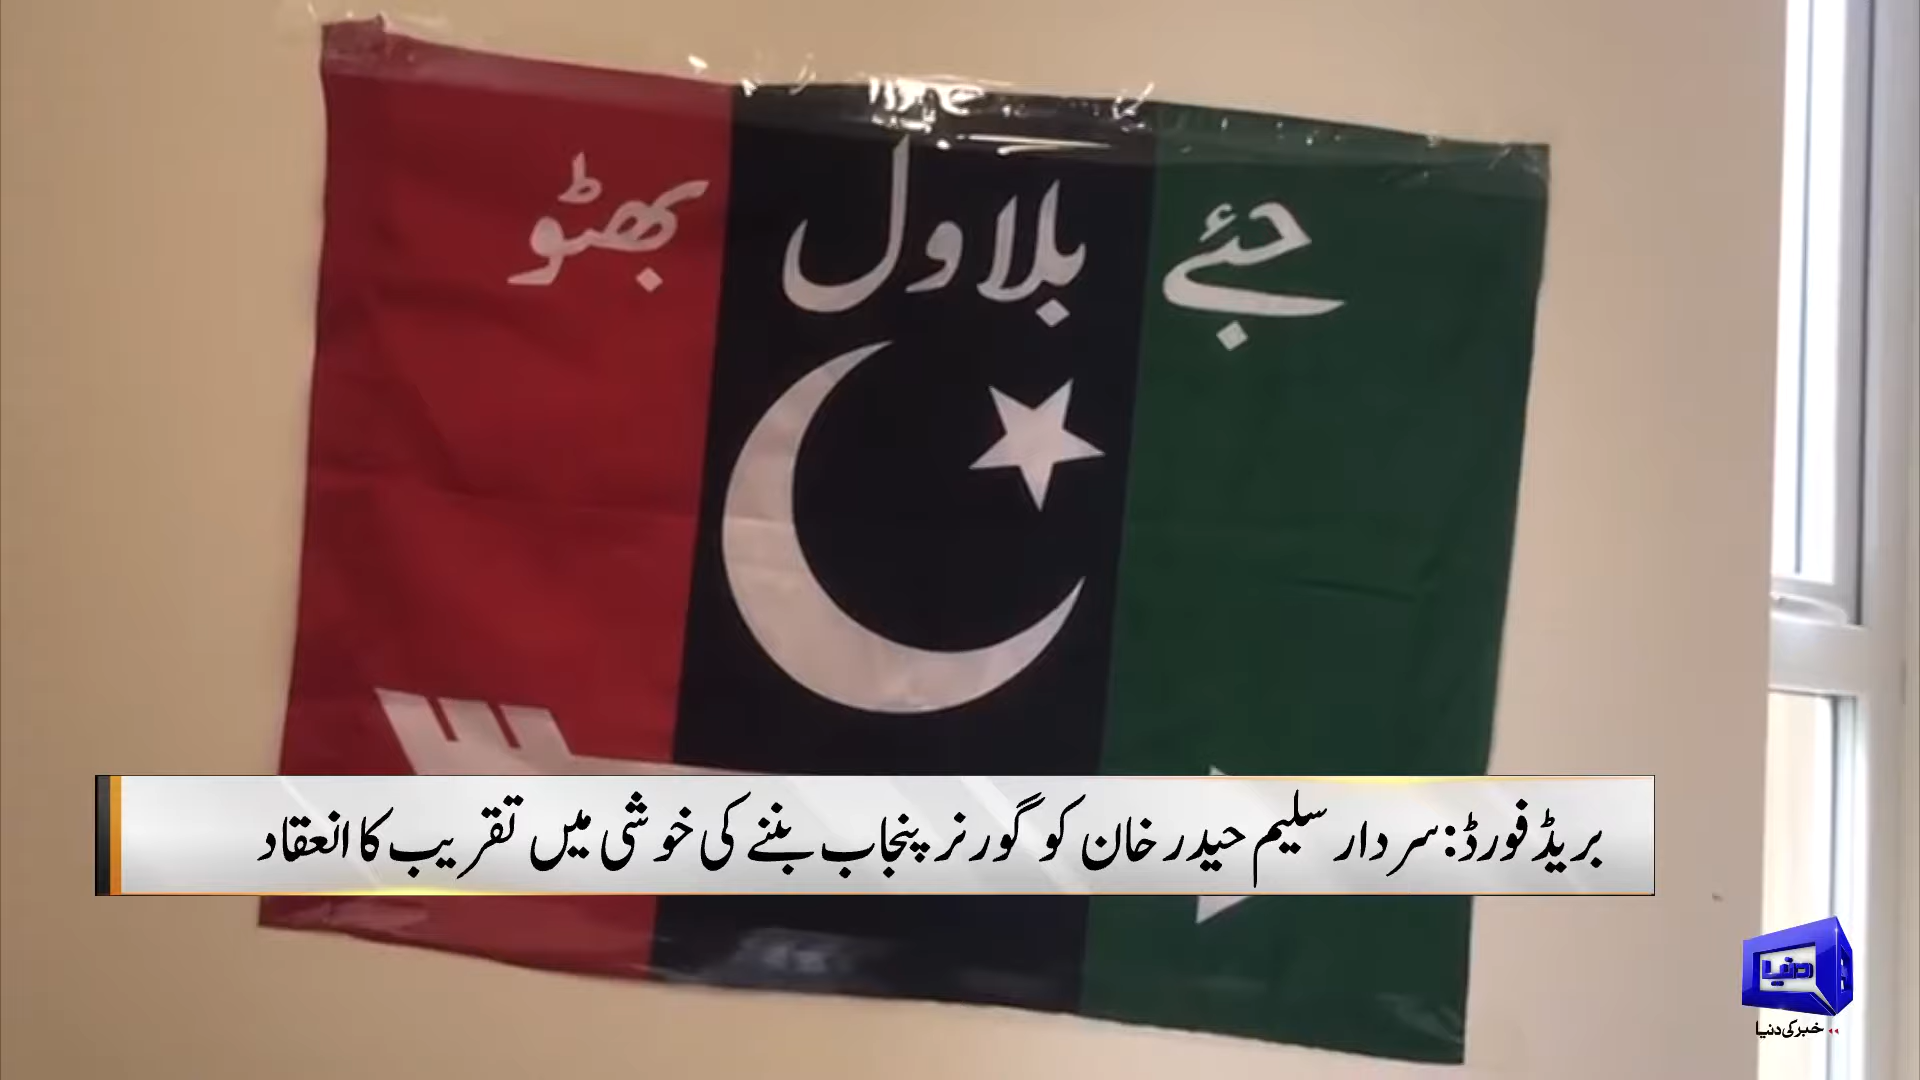 جئے بلاول بھٹو
بریڈفورڈ: سردار سلیم حیدر خان کو گورنر پنجاب بننے کی خوشی میں تقریب کا انعقاد
دنیا
خبر کی دنیا